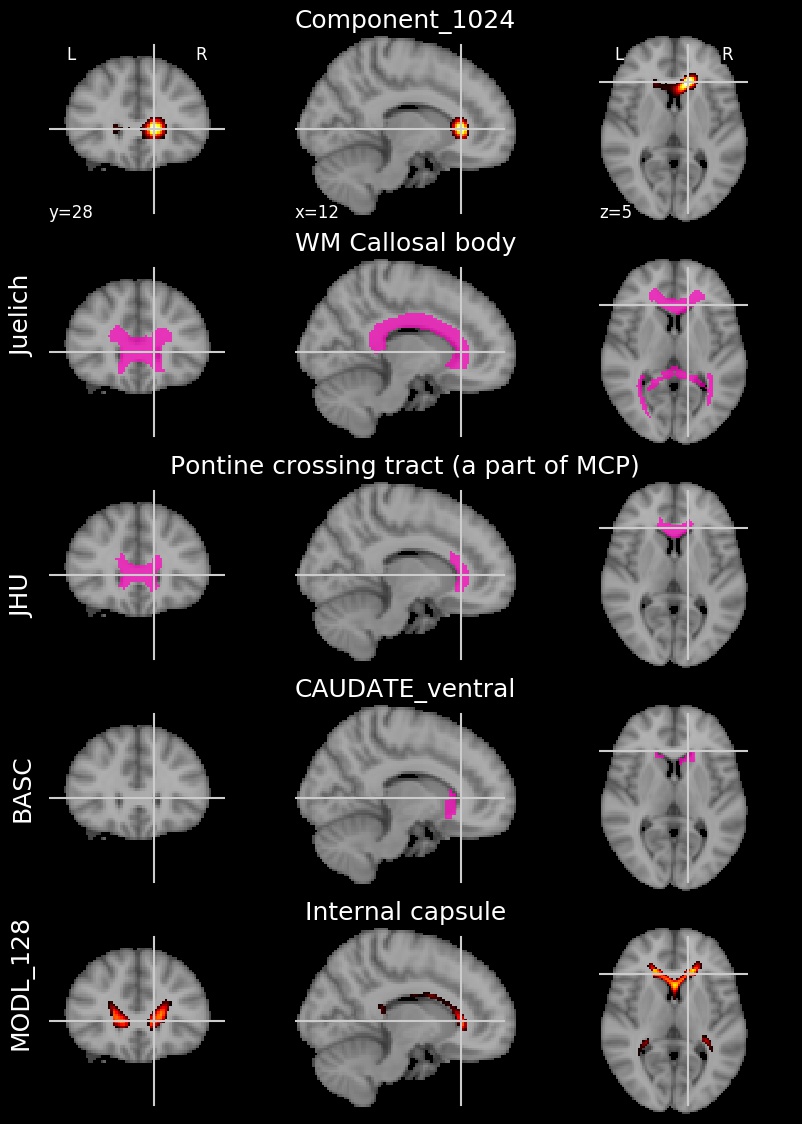 Component_1024
L R L R
y=28 x=12 z=5
WM Callosal body
Juelich
Pontine crossing tract (a part of MCP)
JHU
CAUDATE_ventral
BASC
Internal capsule
MODL_128